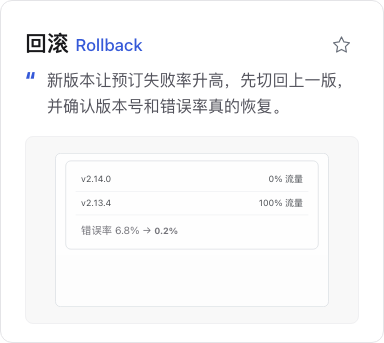 回滚 Rollback
“ 新版本让预订失败率升高，先切回上一版，
并确认版本号和错误率真的恢复。
v2.14.0 0% 流量
v2.13.4 100% 流量
错误率 6.8% → 0.2%